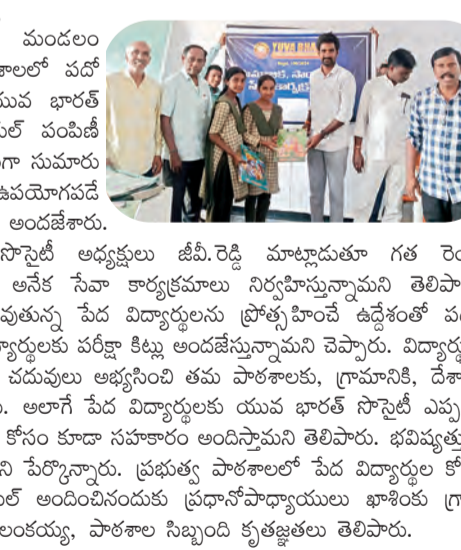 మండలం
YUVA BHA
శాలలో పదో
యువ భారత్
పంపిణీ
గా సుమారు
ఉపయోగపడే
అందజేశారు.
సొసైటీ అధ్యక్షులు జీవీ.రెడ్డి మాట్లాడుతూ గత రెం
అనేక సేవా కార్యక్రమాలు నిర్వహిస్తున్నామని తెలిపా
వుతున్న పేద విద్యార్థులను ప్రోత్సహించే ఉద్దేశంతో ప
్యార్థులకు పరీక్షా కిట్లు అందజేస్తున్నామని చెప్పారు. విద్యార్థు
చదువులు అభ్యసించి తమ పాఠశాలకు, గ్రామానికి, దేశా
. అలాగే పేద విద్యార్థులకు యువ భారత్ సొసైటీ ఎప్ప
కోసం కూడా సహకారం అందిస్తామని తెలిపారు. భవిష్యత్తు
ని పేర్కొన్నారు. ప్రభుత్వ పాఠశాలలో పేద విద్యార్థుల కో
ల్ అందించినందుకు ప్రధానోపాధ్యాయులు ఖాశింకు గ్రా
లంకయ్య, పాఠశాల సిబ్బంది కృతజ్ఞతలు తెలిపారు.